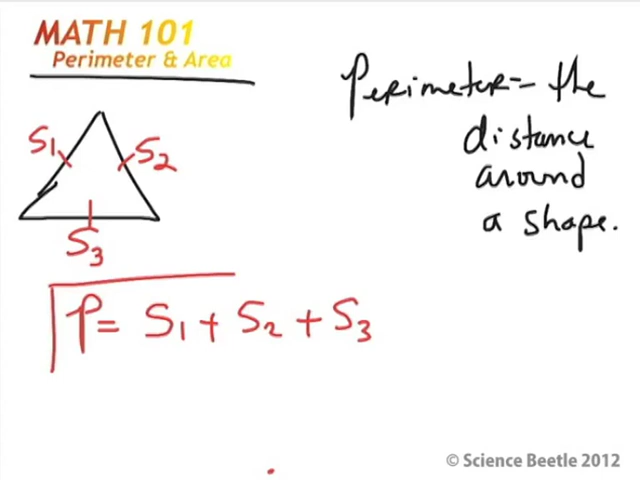 MATH 101
Perimeter & Area
Perimeter = the
distance
around
a shape.
S1
S2
S3
P = S1 + S2 + S3
© Science Beetle 2012